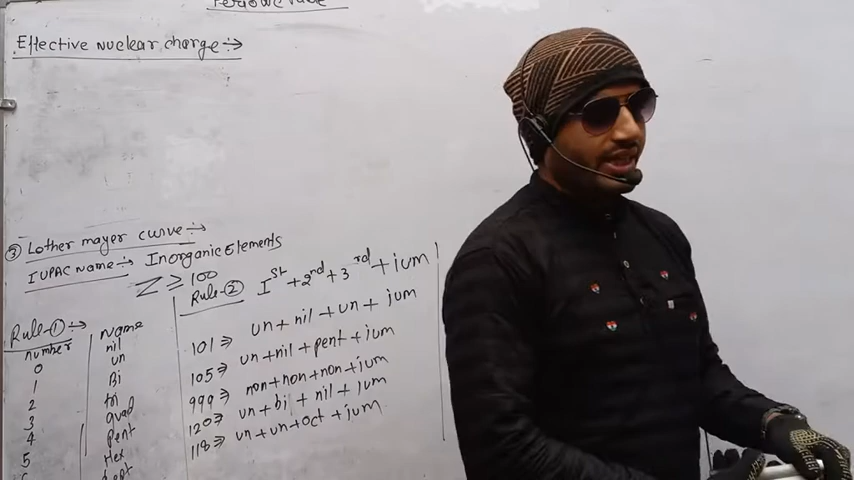 Periodic Table
Effective nuclear charge ÷→
③ Lother mayer curve ÷→
IUPAC name ÷→ Inorganic Elements
Z ≥ 100
Rule-① ÷→
Rule-② Ist + 2nd + 3rd + ium
number Name
0 nil
1 un
2 Bi
3 tri
4 quad
5 pent
Hex
101 ⇒ un + nil + un + ium
105 ⇒ un + nil + pent + ium
999 ⇒ non + non + non + ium
120 ⇒ un + bi + nil + ium
118 ⇒ un + un + oct + ium